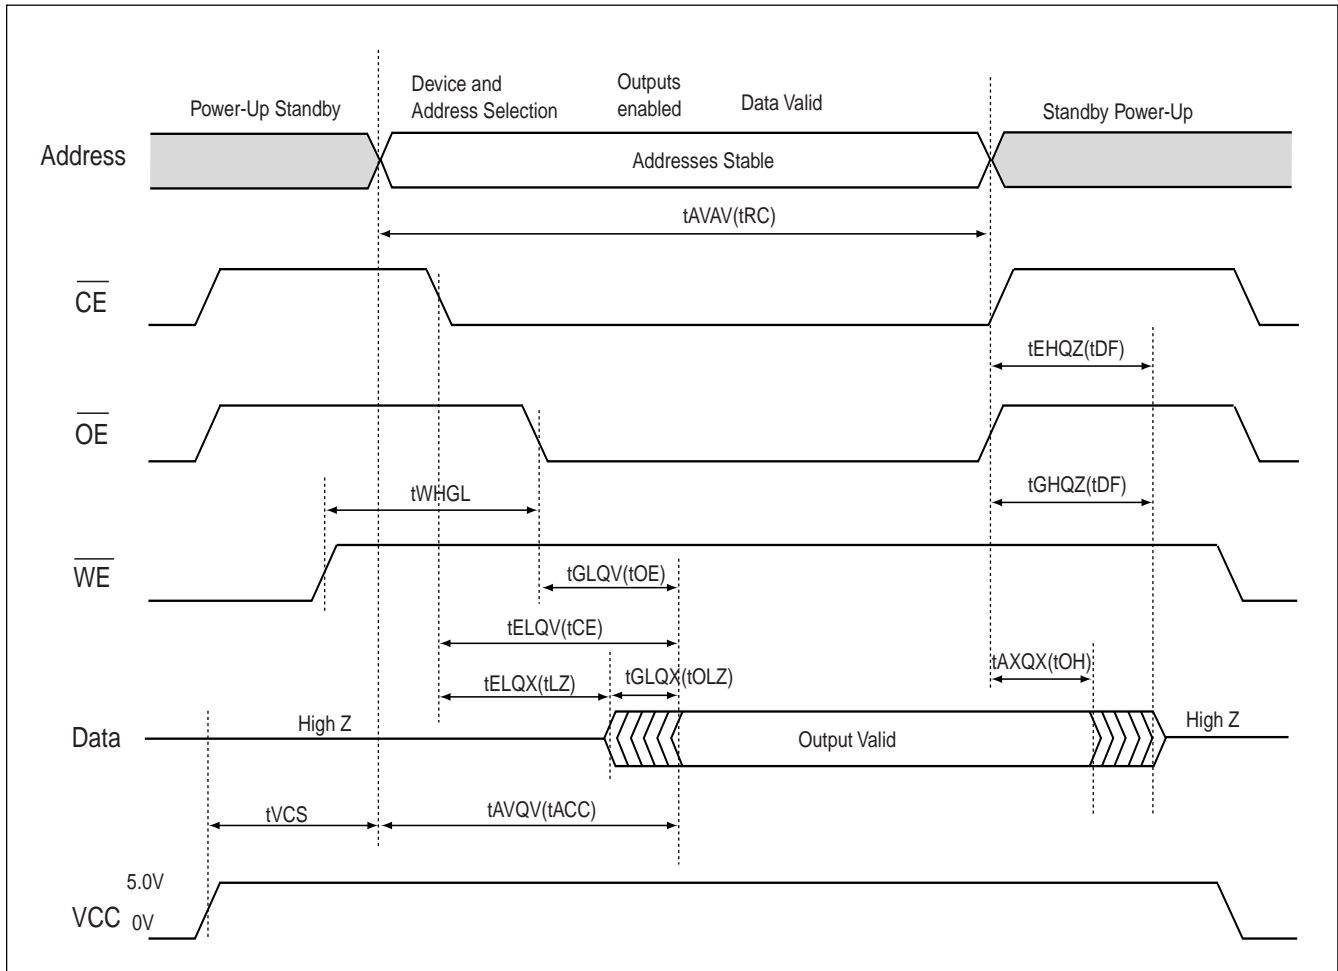 Power-Up Standby
Device and
Address Selection
Outputs
enabled
Data Valid
Standby Power-Up
Address
Addresses Stable
tAVAV(tRC)
CE
tEHQZ(tDF)
OE
tWHGL
tGHQZ(tDF)
WE
tGLQV(tOE)
tELQV(tCE)
tAXQX(tOH)
tELQX(tLZ)
tGLQX(tOLZ)
Data
High Z
Output Valid
High Z
tVCS
tAVQV(tACC)
5.0V
VCC
0V